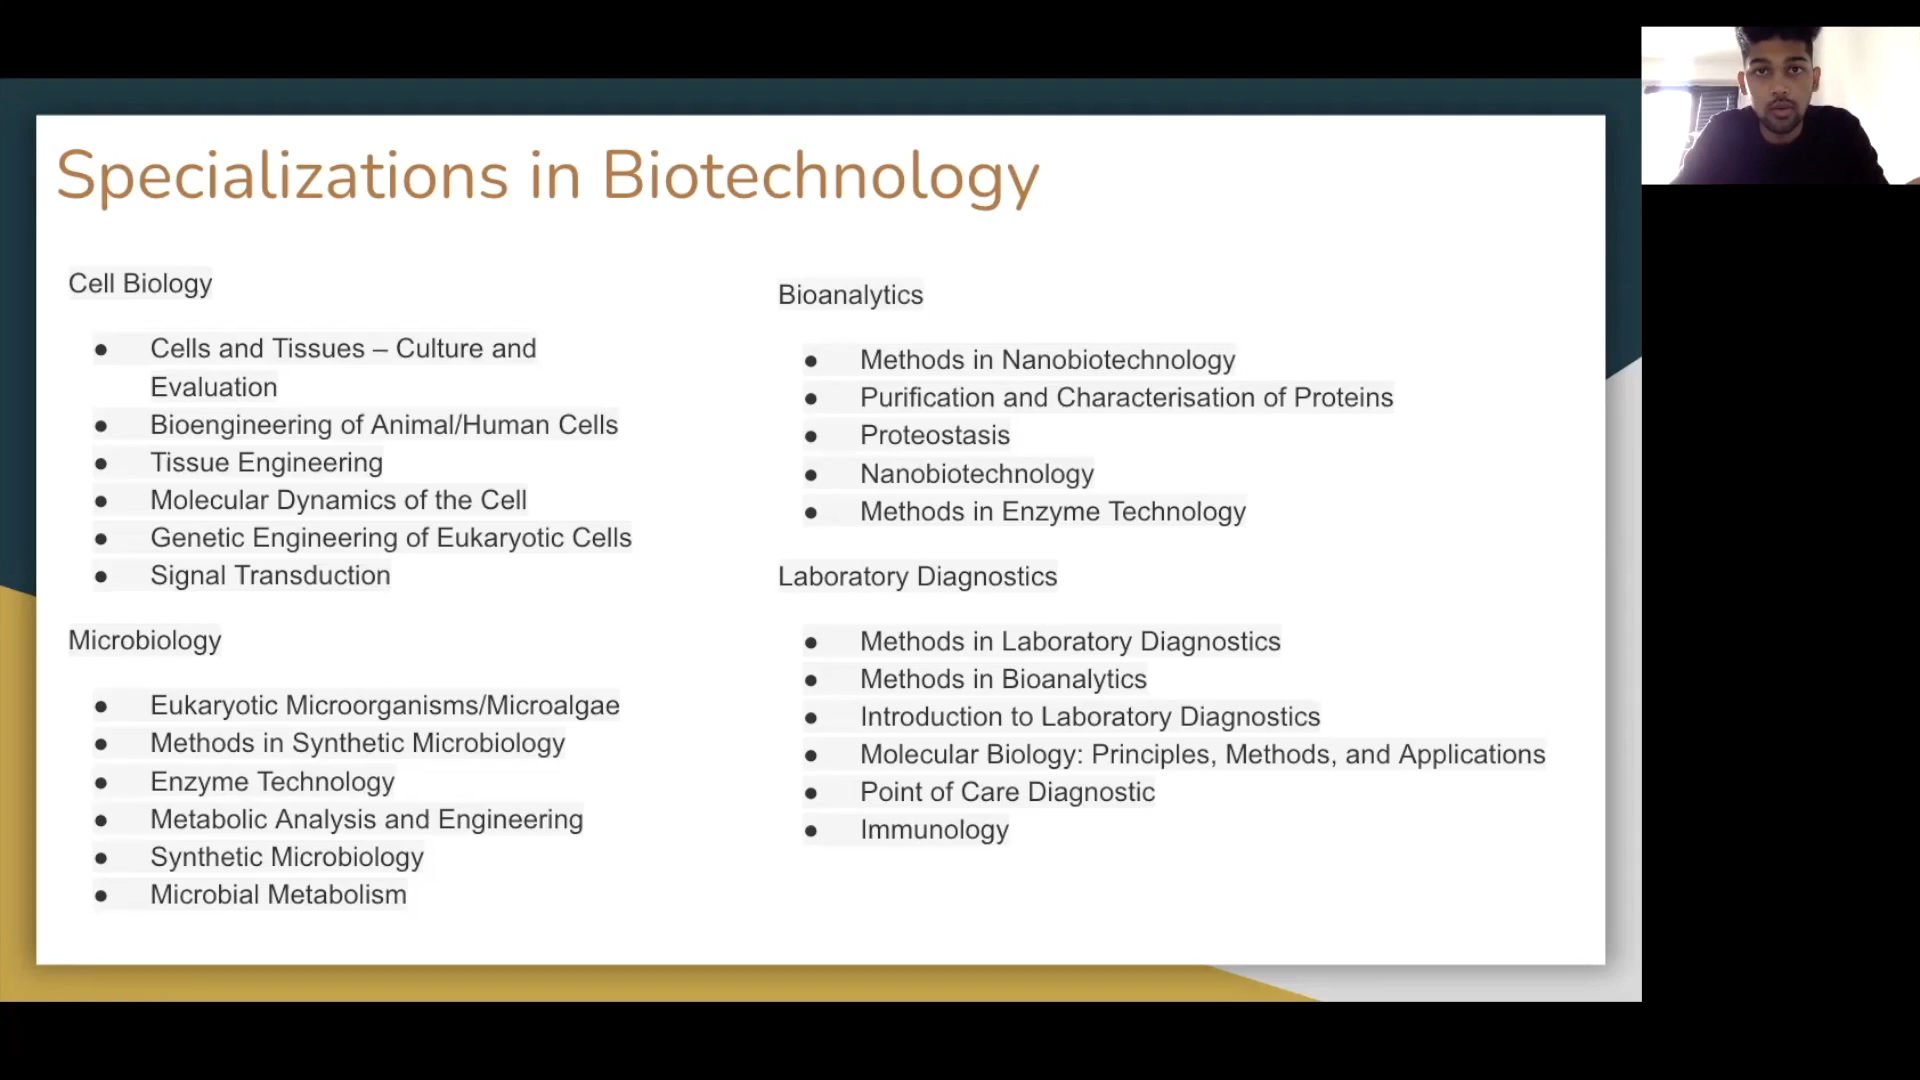 Specializations in Biotechnology
Cell Biology
● Cells and Tissues – Culture and
Evaluation
● Bioengineering of Animal/Human Cells
● Tissue Engineering
● Molecular Dynamics of the Cell
● Genetic Engineering of Eukaryotic Cells
● Signal Transduction
Microbiology
● Eukaryotic Microorganisms/Microalgae
● Methods in Synthetic Microbiology
● Enzyme Technology
● Metabolic Analysis and Engineering
● Synthetic Microbiology
● Microbial Metabolism
Bioanalytics
● Methods in Nanobiotechnology
● Purification and Characterisation of Proteins
● Proteostasis
● Nanobiotechnology
● Methods in Enzyme Technology
Laboratory Diagnostics
● Methods in Laboratory Diagnostics
● Methods in Bioanalytics
● Introduction to Laboratory Diagnostics
● Molecular Biology: Principles, Methods, and Applications
● Point of Care Diagnostic
● Immunology